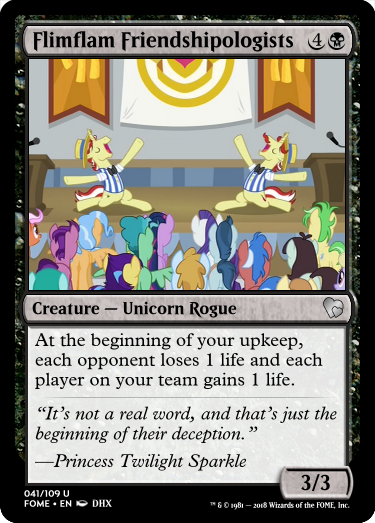 Flimflam Friendshipologists 4
Creature — Unicorn Rogue
At the beginning of your upkeep,
each opponent loses 1 life and each
player on your team gains 1 life.
“It’s not a real word, and that’s just the
beginning of their deception.”
—Princess Twilight Sparkle
3/3
041/109 U
FOME • EN DHX
™ & © 1981 — 2018 Wizards of the FOME, Inc.